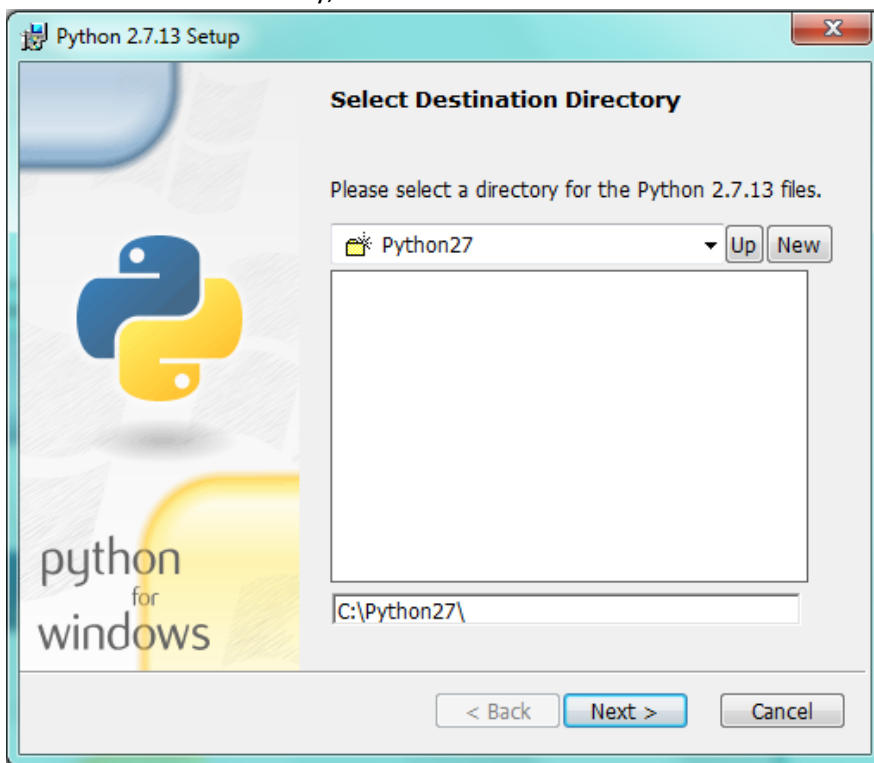 Python 2.7.13 Setup
x
Select Destination Directory
Please select a directory for the Python 2.7.13 files.
Python27
Up New
C:\Python27\
python
for
windows
< Back Next > Cancel